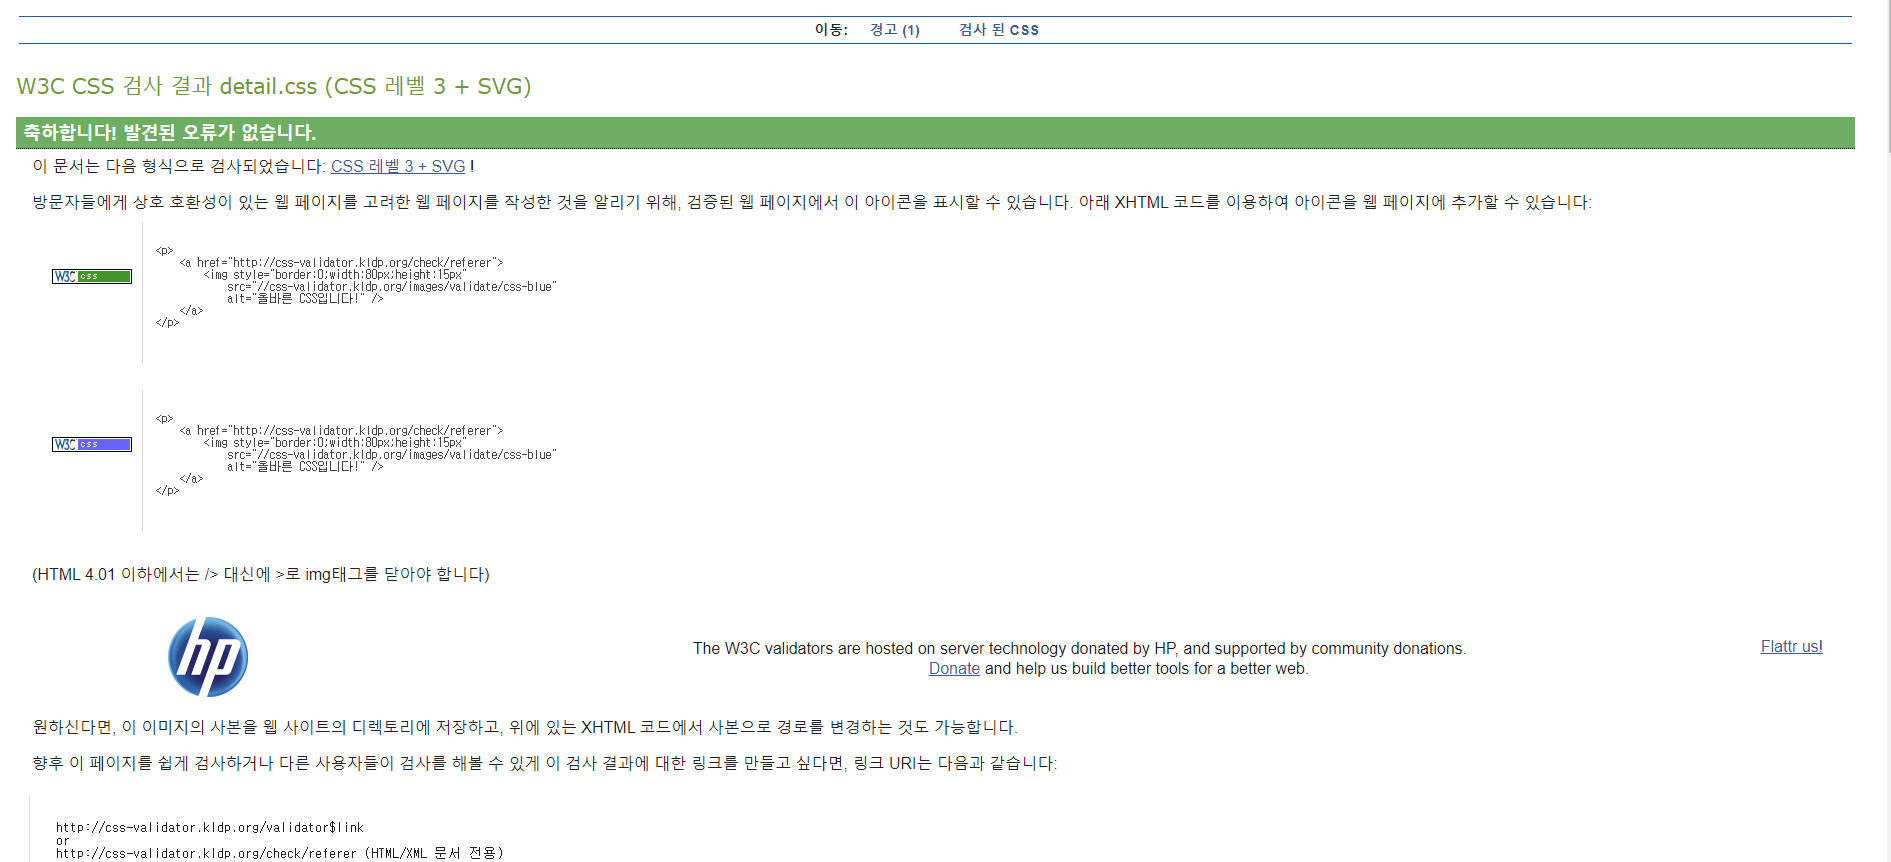 이동: 경고 (1) 검사 된 CSS
W3C CSS 검사 결과 detail.css (CSS 레벨 3 + SVG)
축하합니다! 발견된 오류가 없습니다.
이 문서는 다음 형식으로 검사되었습니다: CSS 레벨 3 + SVG !
방문자들에게 상호 호환성이 있는 웹 페이지를 고려한 웹 페이지를 작성한 것을 알리기 위해, 검증된 웹 페이지에서 이 아이콘을 표시할 수 있습니다. 아래 XHTML 코드를 이용하여 아이콘을 웹 페이지에 추가할 수 있습니다:
W3C css
<p>
<a href="http://css-validator.kldp.org/check/referer">
<img style="border:0;width:80px;height:15px"
src="//css-validator.kldp.org/images/validate/css-blue"
alt="올바른 CSS입니다!" />
</a>
</p>
W3C css
<p>
<a href="http://css-validator.kldp.org/check/referer">
<img style="border:0;width:80px;height:15px"
src="//css-validator.kldp.org/images/validate/css-blue"
alt="올바른 CSS입니다!" />
</a>
</p>
(HTML 4.01 이하에서는 /> 대신에 >로 img태그를 닫아야 합니다)
hp
The W3C validators are hosted on server technology donated by HP, and supported by community donations.
Donate and help us build better tools for a better web.
Flattr us!
원하신다면, 이 이미지의 사본을 웹 사이트의 디렉토리에 저장하고, 위에 있는 XHTML 코드에서 사본으로 경로를 변경하는 것도 가능합니다.
향후 이 페이지를 쉽게 검사하거나 다른 사용자들이 검사를 해볼 수 있게 이 검사 결과에 대한 링크를 만들고 싶다면, 링크 URI는 다음과 같습니다:
http://css-validator.kldp.org/validator$link
or
http://css-validator.kldp.org/check/referer (HTML/XML 문서 전용)